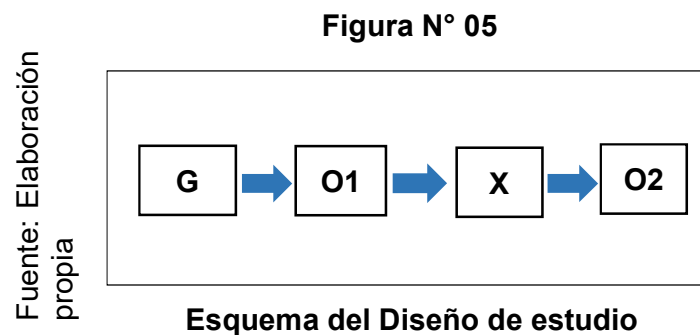 Figura N° 05
Fuente: Elaboración
propia
G
O1
X
O2
Esquema del Diseño de estudio